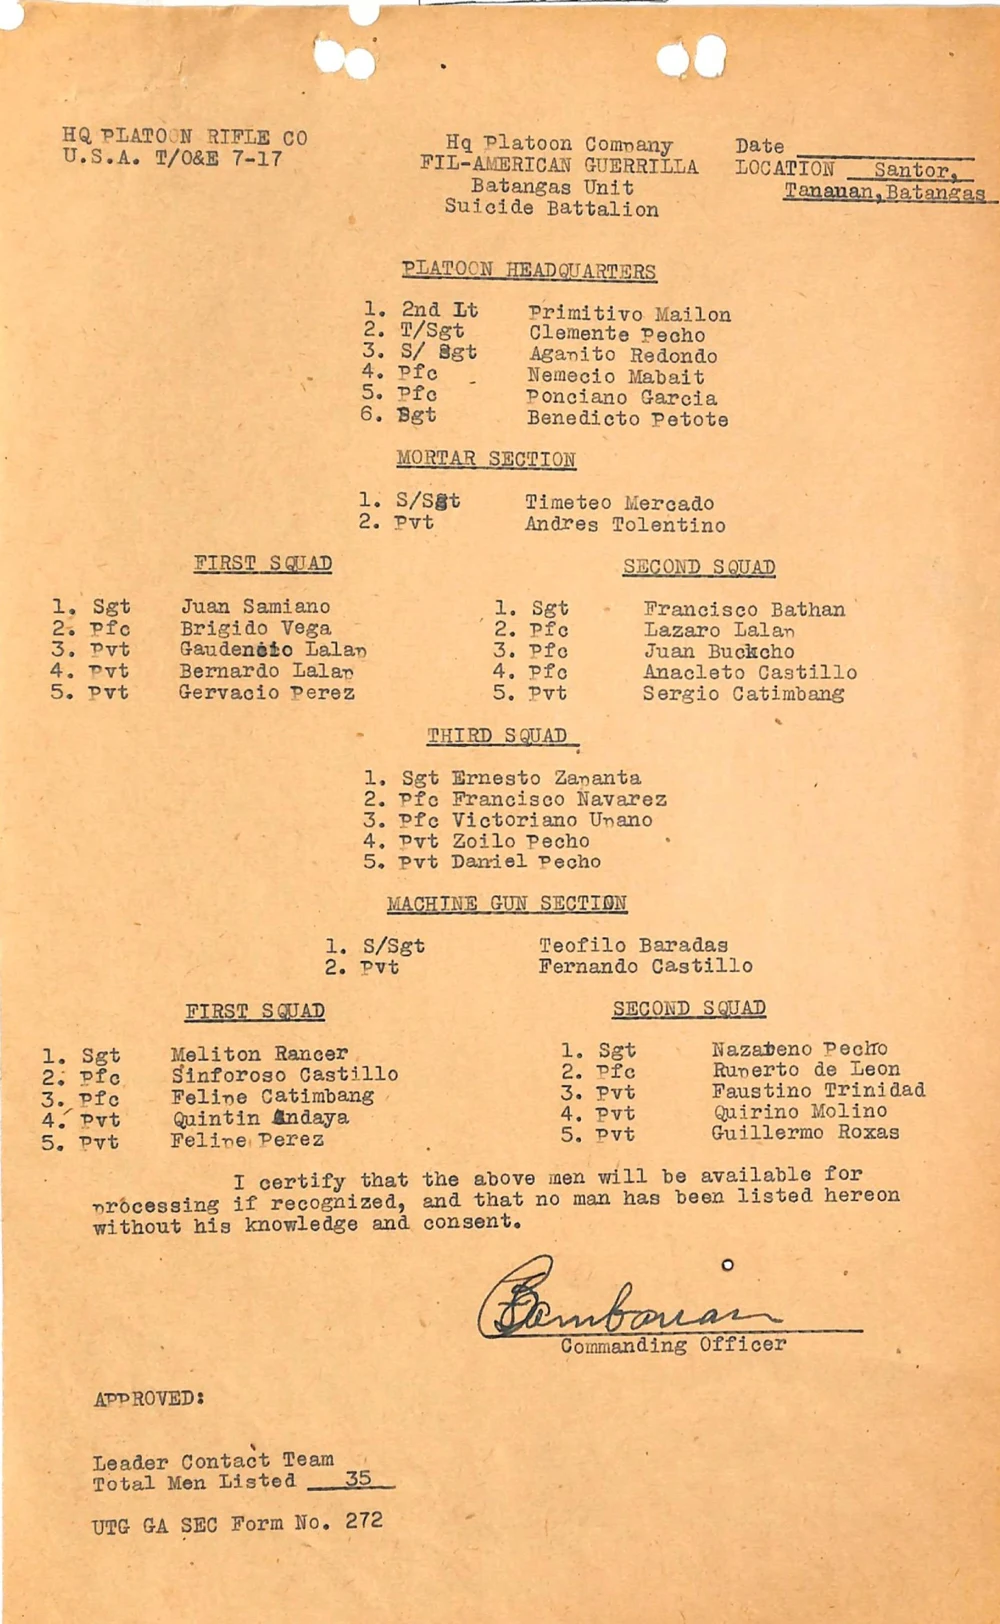 HQ PLATOON RIFLE CO
U.S.A. T/O&E 7-17
Hq Platoon Company
FIL-AMERICAN GUERRILLA
Batangas Unit
Suicide Battalion
Date
LOCATION Santor,
Tanauan,Batangas
PLATOON HEADQUARTERS
1. 2nd Lt Primitivo Mailon
2. T/Sgt Clemente Pecho
3. S/ Sgt Agapito Redondo
4. Pfc Nemecio Mabait
5. Pfc Ponciano Garcia
6. Sgt Benedicto Petote
MORTAR SECTION
1. S/Sgt Timeteo Mercado
2. Pvt Andres Tolentino
FIRST SQUAD
1. Sgt Juan Samiano
2. Pfc Brigido Vega
3. Pvt Gaudencio Lalap
4. Pvt Bernardo Lalap
5. Pvt Gervacio Perez
SECOND SQUAD
1. Sgt Francisco Bathan
2. Pfc Lazaro Lalap
3. Pfc Juan Buckcho
4. Pfc Anacleto Castillo
5. Pvt Sergio Catimbang
THIRD SQUAD
1. Sgt Ernesto Zapanta
2. Pfc Francisco Navarez
3. Pfc Victoriano Upano
4. Pvt Zoilo Pecho
5. Pvt Daniel Pecho
MACHINE GUN SECTION
1. S/Sgt Teofilo Baradas
2. Pvt Fernando Castillo
FIRST SQUAD
1. Sgt Meliton Rancer
2. Pfc Sinforoso Castillo
3. Pfc Felipe Catimbang
4. Pvt Quintin Andaya
5. Pvt Felipe Perez
SECOND SQUAD
1. Sgt Nazareno Pecho
2. Pfc Ruperto de Leon
3. Pvt Faustino Trinidad
4. Pvt Quirino Molino
5. Pvt Guillermo Roxas
I certify that the above men will be available for
processing if recognized, and that no man has been listed hereon
without his knowledge and consent.
Commanding Officer
APPROVED:
Leader Contact Team
Total Men Listed 35
UTG GA SEC Form No. 272